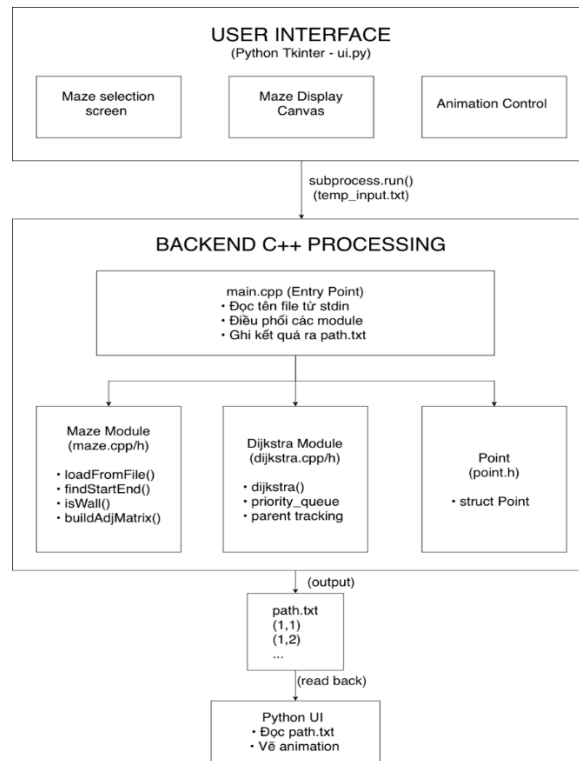 USER INTERFACE
(Python Tkinter - ui.py)
Maze selection
screen
Maze Display
Canvas
Animation Control
subprocess.run()
(temp_input.txt)
BACKEND C++ PROCESSING
main.cpp (Entry Point)
• Đọc tên file từ stdin
• Điều phối các module
• Ghi kết quả ra path.txt
Maze Module
(maze.cpp/h)
• loadFromFile()
• findStartEnd()
• isWall()
• buildAdjMatrix()
Dijkstra Module
(dijkstra.cpp/h)
• dijkstra()
• priority_queue
• parent tracking
Point
(point.h)
• struct Point
(output)
path.txt
(1,1)
(1,2)
...
(read back)
Python UI
• Đọc path.txt
• Vẽ animation